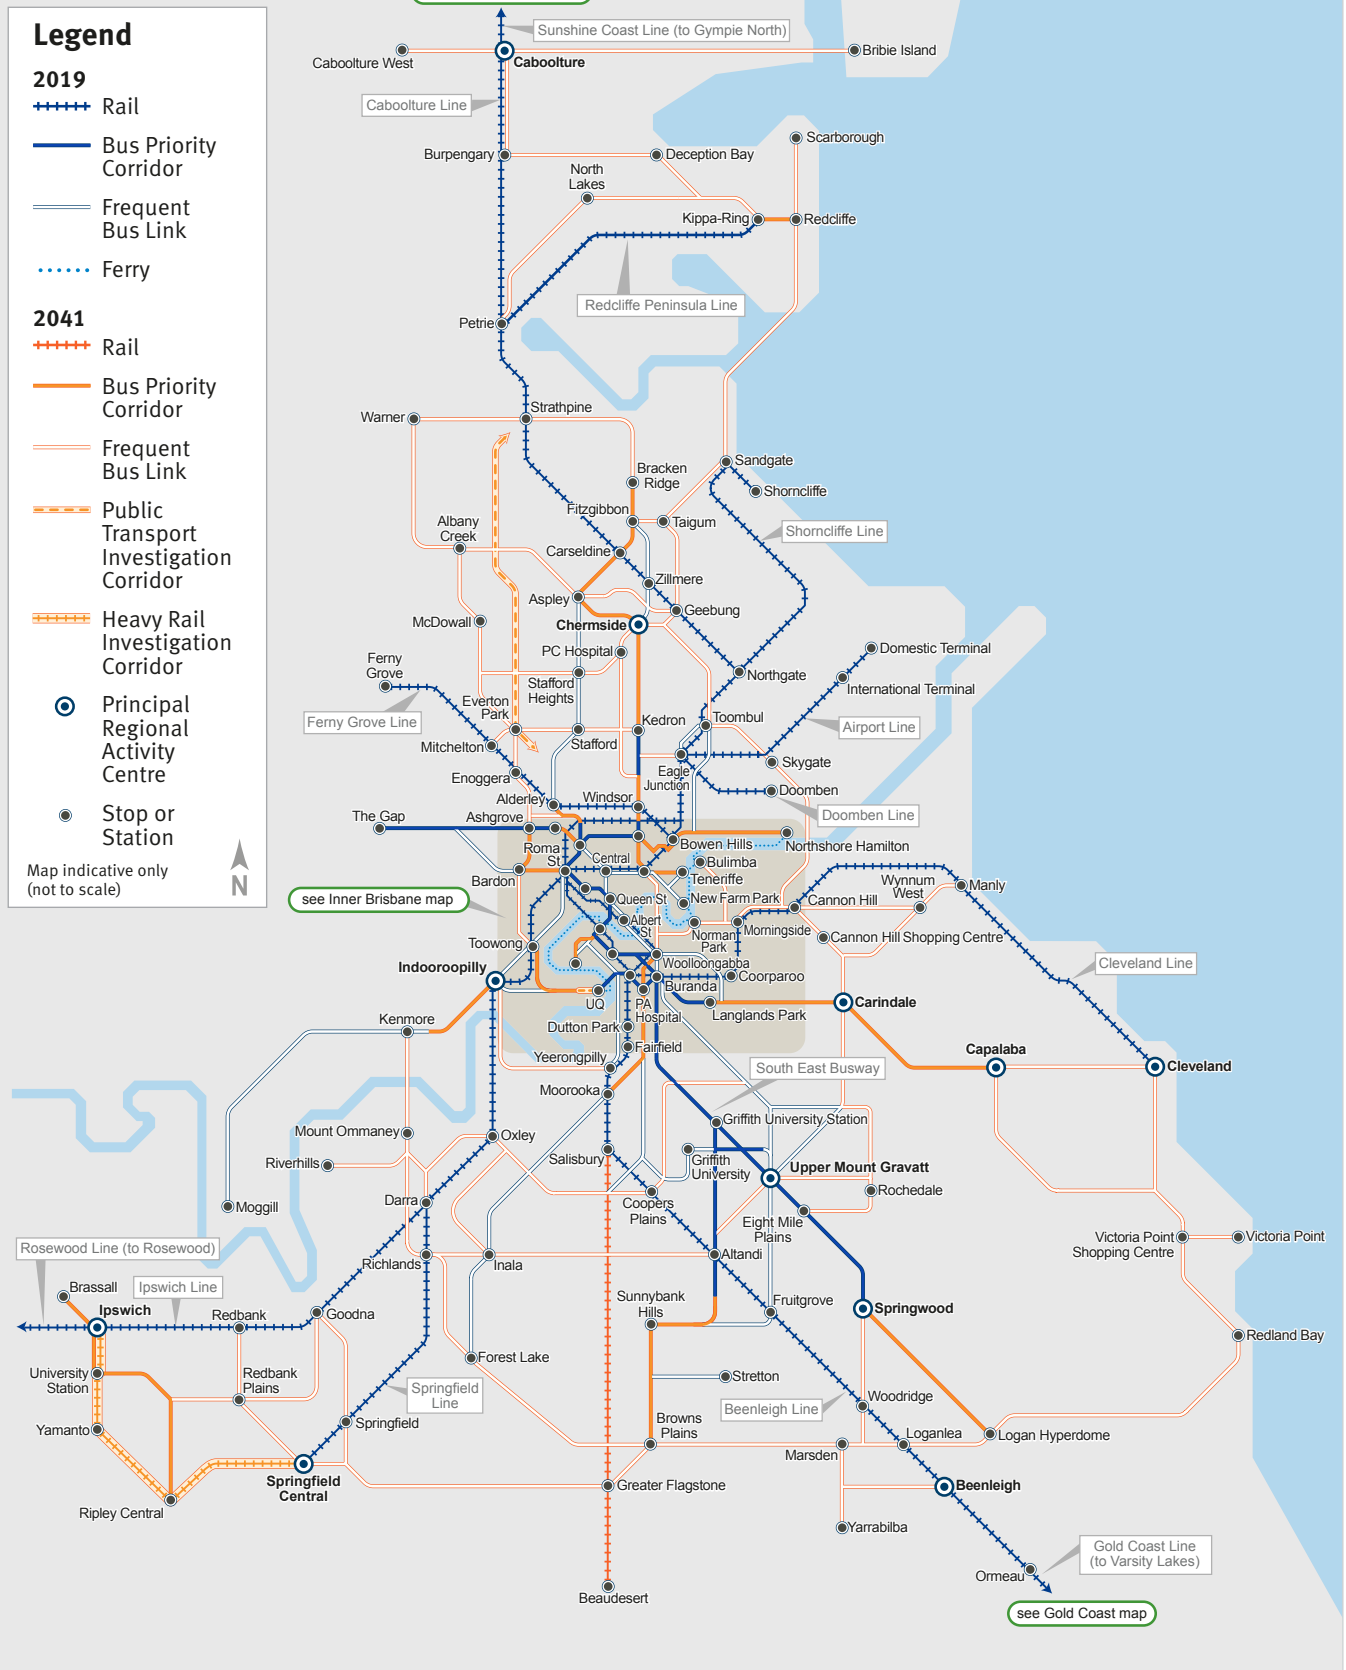 Legend
2019
Rail
Bus Priority
Corridor
Frequent
Bus Link
Ferry
2041
Rail
Bus Priority
Corridor
Frequent
Bus Link
Public
Transport
Investigation
Corridor
Heavy Rail
Investigation
Corridor
Principal
Regional
Activity
Centre
Stop or
Station
Map indicative only
(not to scale)
N
Sunshine Coast Line (to Gympie North)
Caboolture West
Caboolture
Bribie Island
Caboolture Line
Scarborough
Burpengary
Deception Bay
North
Lakes
Kippa-Ring
Redcliffe
Redcliffe Peninsula Line
Petrie
Warner
Strathpine
Bracken
Ridge
Sandgate
Shorncliffe
Fitzgibbon
Taigum
Shorncliffe Line
Albany
Creek
Carseldine
Zillmere
Aspley
Geebung
McDowall
Chermside
PC Hospital
Domestic Terminal
Ferny
Grove
Stafford
Heights
Northgate
International Terminal
Everton
Park
Ferny Grove Line
Kedron
Toombul
Airport Line
Mitchelton
Stafford
Eagle
Junction
Skygate
Enoggera
Doomben
Alderley
Windsor
Doomben Line
The Gap
Ashgrove
Roma
St
Central
Bowen Hills
Northshore Hamilton
Bulimba
Bardon
Teneriffe
Wynnum
West
Manly
see Inner Brisbane map
Queen St
New Farm Park
Cannon Hill
Albert
St
Norman
Park
Morningside
Cannon Hill Shopping Centre
Toowong
Woolloongabba
Cleveland Line
Indooroopilly
Buranda
Coorparoo
UQ
PA
Hospital
Langlands Park
Carindale
Kenmore
Dutton Park
Fairfield
Capalaba
Yeerongpilly
South East Busway
Cleveland
Moorooka
Griffith University Station
Mount Ommaney
Oxley
Riverhills
Salisbury
Griffith
University
Upper Mount Gravatt
Rochedale
Moggill
Darra
Coopers
Plains
Eight Mile
Plains
Rosewood Line (to Rosewood)
Richlands
Inala
Altandi
Victoria Point
Shopping Centre
Victoria Point
Brassall
Ipswich Line
Ipswich
Redbank
Goodna
Sunnybank
Hills
Fruitgrove
Springwood
Redland Bay
University
Station
Redbank
Plains
Forest Lake
Springfield
Line
Stretton
Woodridge
Beenleigh Line
Yamanto
Springfield
Browns
Plains
Marsden
Loganlea
Logan Hyperdome
Springfield
Central
Greater Flagstone
Beenleigh
Ripley Central
Yarrabilba
Gold Coast Line
(to Varsity Lakes)
Ormeau
Beaudesert
see Gold Coast map